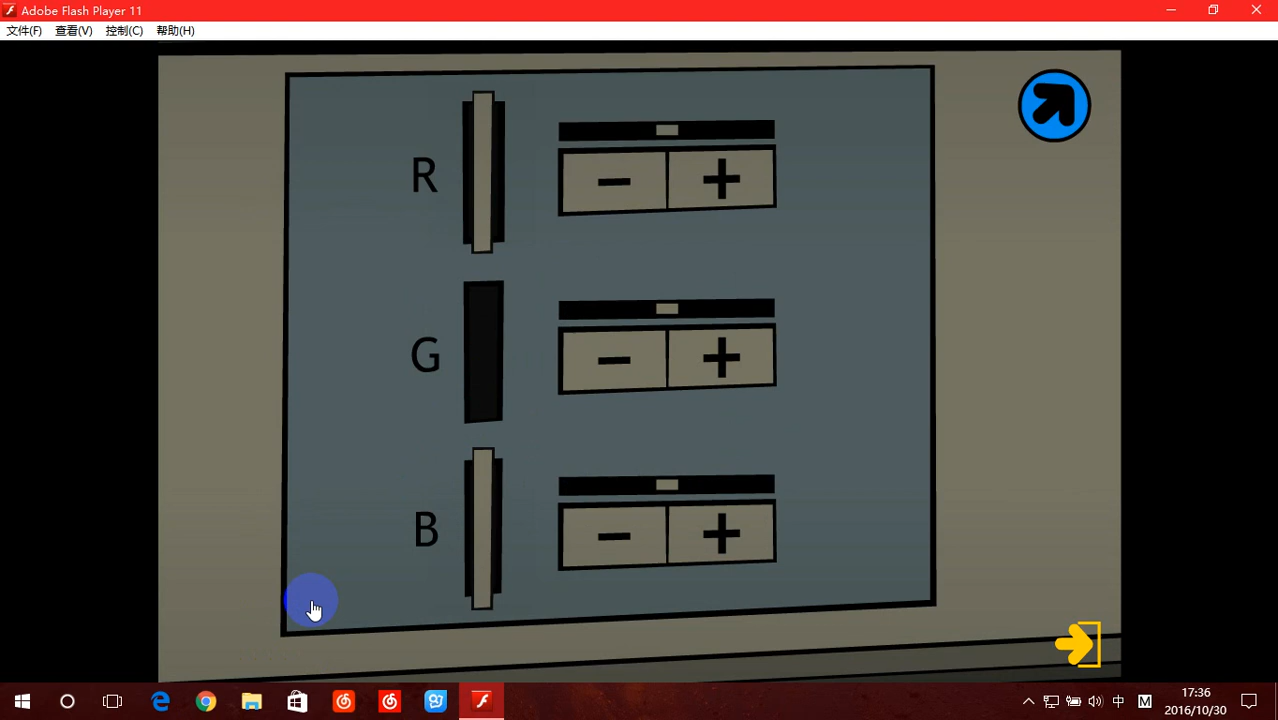 Adobe Flash Player 11
文件(F) 查看(V) 控制(C) 帮助(H)
R
− +
G
− +
B
− +
中 M
17:36
2016/10/30